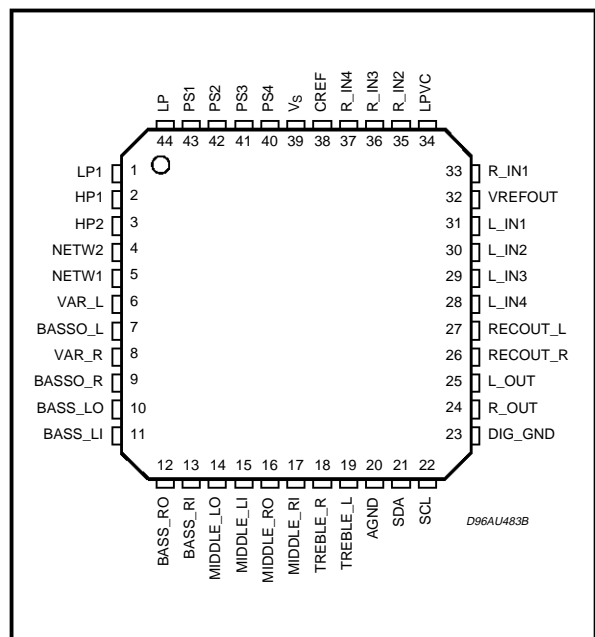 LP PS1 PS2 PS3 PS4 Vs CREF R_IN4 R_IN3 R_IN2 LPVC
44 43 42 41 40 39 38 37 36 35 34
LP1 1 33 R_IN1
HP1 2 32 VREFOUT
HP2 3 31 L_IN1
NETW2 4 30 L_IN2
NETW1 5 29 L_IN3
VAR_L 6 28 L_IN4
BASSO_L 7 27 RECOUT_L
VAR_R 8 26 RECOUT_R
BASSO_R 9 25 L_OUT
BASS_LO 10 24 R_OUT
BASS_LI 11 23 DIG_GND
12 13 14 15 16 17 18 19 20 21 22
BASS_RO BASS_RI MIDDLE_LO MIDDLE_LI MIDDLE_RO MIDDLE_RI TREBLE_R TREBLE_L AGND SDA SCL
D96AU483B